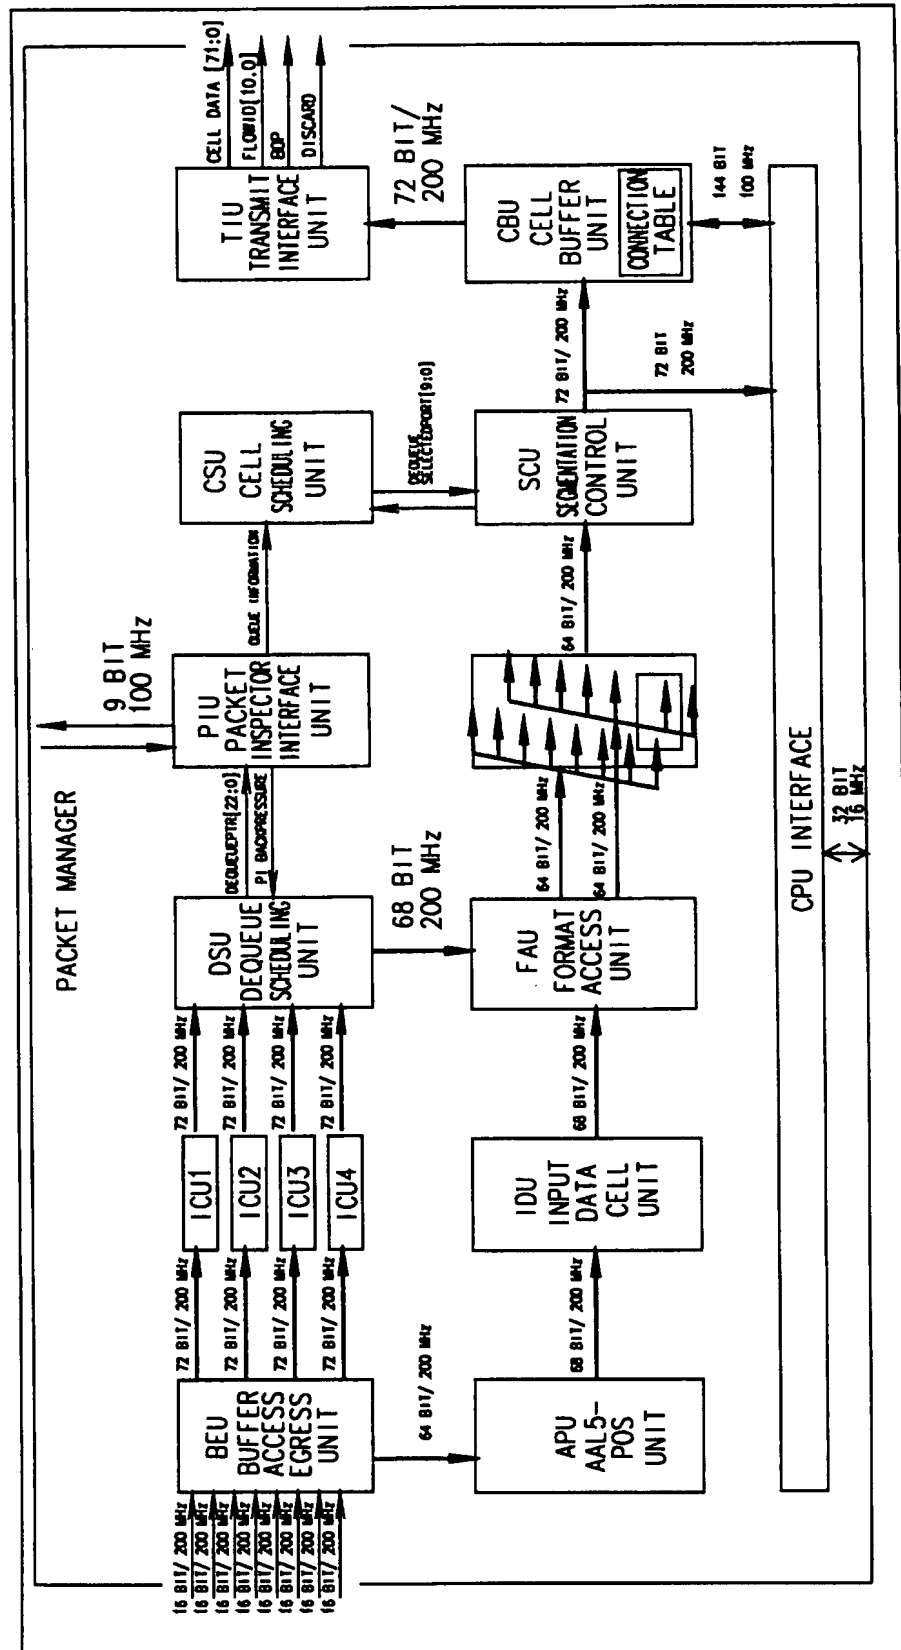 PACKET MANAGER
16 BIT/ 200 MHz
16 BIT/ 200 MHz
16 BIT/ 200 MHz
16 BIT/ 200 MHz
16 BIT/ 200 MHz
16 BIT/ 200 MHz
16 BIT/ 200 MHz
16 BIT/ 200 MHz
BEU
BUFFER
ACCESS
EGRESS
UNIT
72 BIT/ 200 MHz
72 BIT/ 200 MHz
72 BIT/ 200 MHz
72 BIT/ 200 MHz
ICU1
ICU2
ICU3
ICU4
72 BIT/ 200 MHz
72 BIT/ 200 MHz
72 BIT/ 200 MHz
72 BIT/ 200 MHz
DSU
DEQUEUE
SCHEDULING
UNIT
DEQUEUEPTR[22:0]
PI BACKPRESSURE
9 BIT
100 MHz
PIU
PACKET
INSPECTOR
INTERFACE
UNIT
QUEUE INFORMATION
CSU
CELL
SCHEDULING
UNIT
TIU
TRANSMIT
INTERFACE
UNIT
CELL DATA [71:0]
FLOWID[10.0]
BOP
DISCARD
64 BIT/ 200 MHz
68 BIT
200 MHz
DEQUEUE
SELECTEDPORT[9:0]
72 BIT/
200 MHz
APU
AAL5-
POS
UNIT
68 BIT/ 200 MHz
IDU
INPUT
DATA
CELL
UNIT
68 BIT/ 200 MHz
FAU
FORMAT
ACCESS
UNIT
64 BIT/ 200 MHz
64 BIT/ 200 MHz
64 BIT/ 200 MHz
SCU
SEGMENTATION
CONTROL
UNIT
72 BIT/ 200 MHz
72 BIT
200 MHz
CBU
CELL
BUFFER
UNIT
CONNECTION
TABLE
144 BIT
100 MHz
CPU INTERFACE
32 BIT
16 MHz